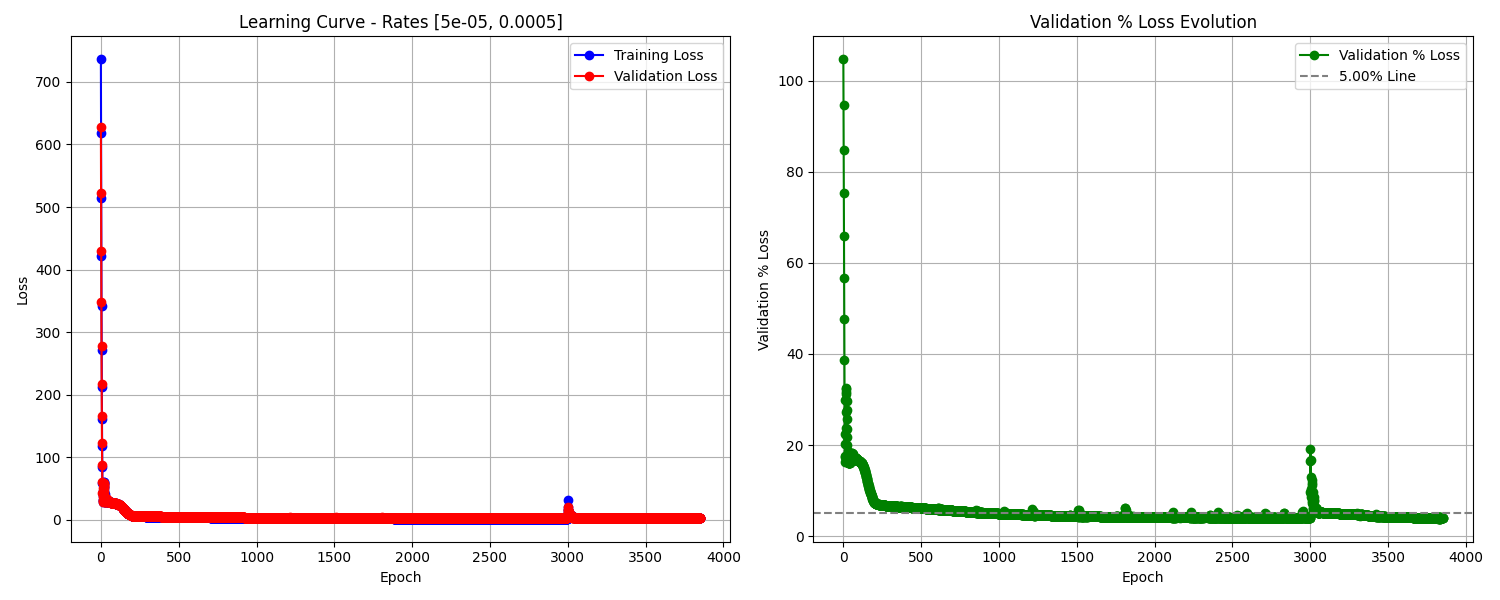 Learning Curve - Rates [5e-05, 0.0005]
Training Loss
Validation Loss
Loss
700
600
500
400
300
200
100
0
0 500 1000 1500 2000 2500 3000 3500 4000
Epoch
Validation % Loss Evolution
Validation % Loss
5.00% Line
Validation % Loss
100
80
60
40
20
0
0 500 1000 1500 2000 2500 3000 3500 4000
Epoch